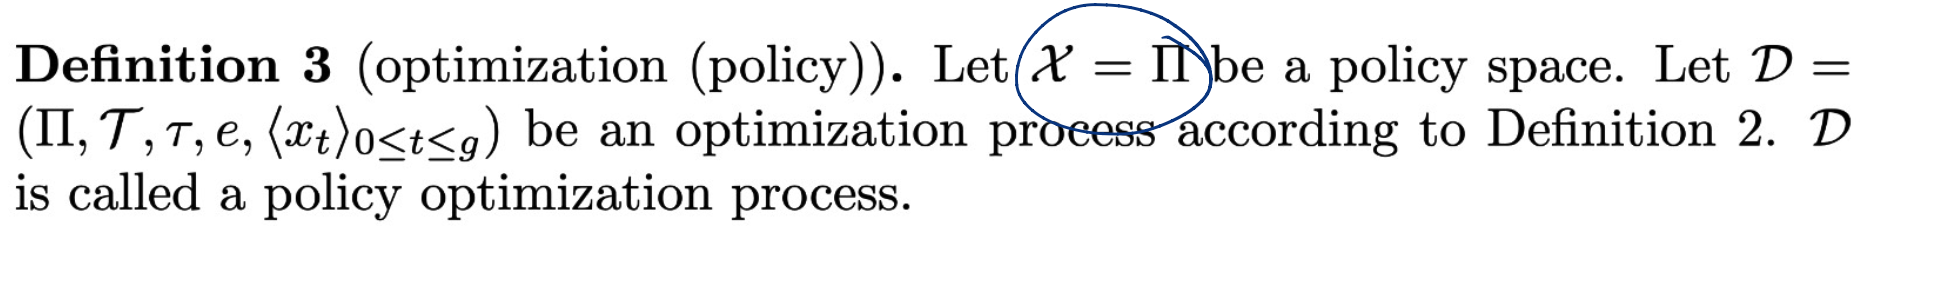 Definition 3 (optimization (policy)). Let 𝒳 = Π be a policy space. Let 𝒟 =
(Π, 𝒯, τ, e, ⟨xₜ⟩₀≤ₜ≤g) be an optimization process according to Definition 2. 𝒟
is called a policy optimization process.